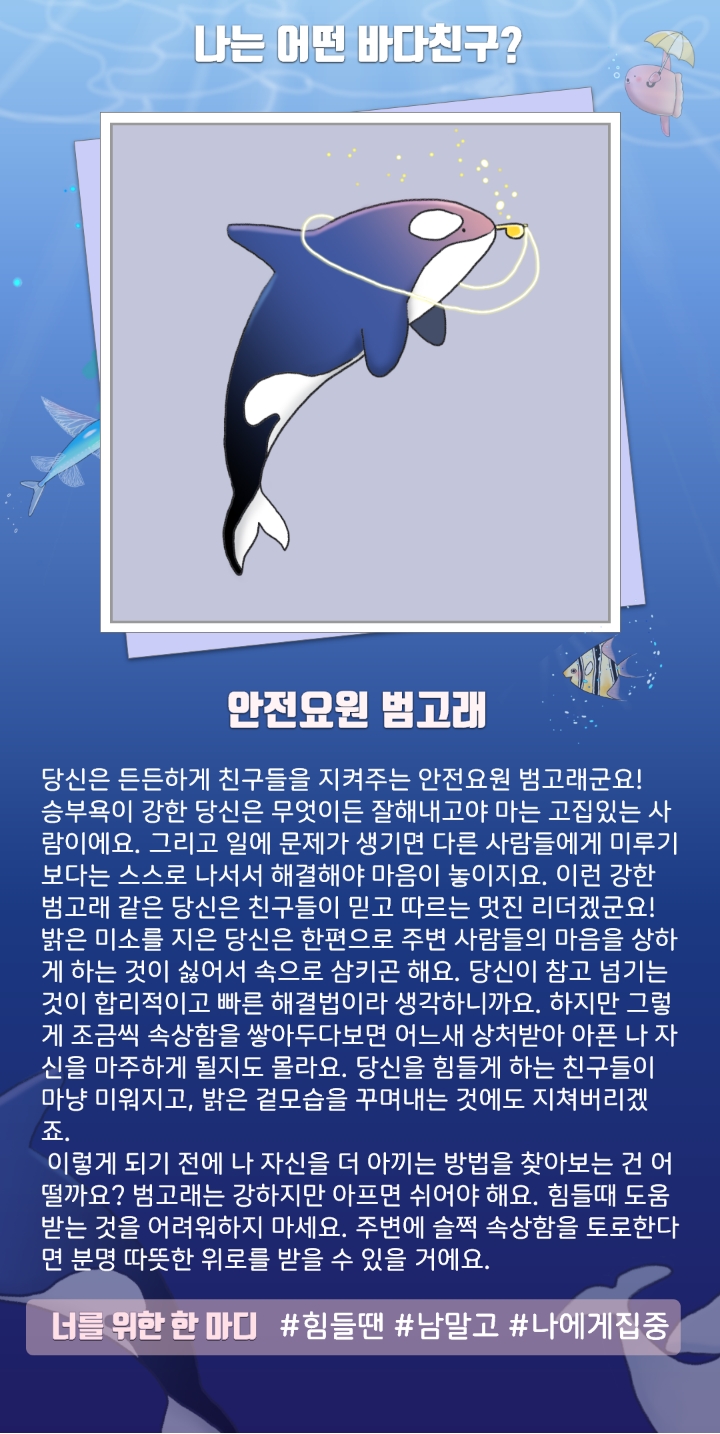 나는 어떤 바다친구?
안전요원 범고래
당신은 든든하게 친구들을 지켜주는 안전요원 범고래군요!
승부욕이 강한 당신은 무엇이든 잘해내고야 마는 고집있는 사
람이에요. 그리고 일에 문제가 생기면 다른 사람들에게 미루기
보다는 스스로 나서서 해결해야 마음이 놓이지요. 이런 강한
범고래 같은 당신은 친구들이 믿고 따르는 멋진 리더겠군요!
밝은 미소를 지은 당신은 한편으로 주변 사람들의 마음을 상하
게 하는 것이 싫어서 속으로 삼키곤 해요. 당신이 참고 넘기는
것이 합리적이고 빠른 해결법이라 생각하니까요. 하지만 그렇
게 조금씩 속상함을 쌓아두다보면 어느새 상처받아 아픈 나 자
신을 마주하게 될지도 몰라요. 당신을 힘들게 하는 친구들이
마냥 미워지고, 밝은 겉모습을 꾸며내는 것에도 지쳐버리겠
죠.
이렇게 되기 전에 나 자신을 더 아끼는 방법을 찾아보는 건 어
떨까요? 범고래는 강하지만 아프면 쉬어야 해요. 힘들때 도움
받는 것을 어려워하지 마세요. 주변에 슬쩍 속상함을 토로한다
면 분명 따뜻한 위로를 받을 수 있을 거에요.
너를 위한 한 마디 #힘들땐 #남말고 #나에게집중